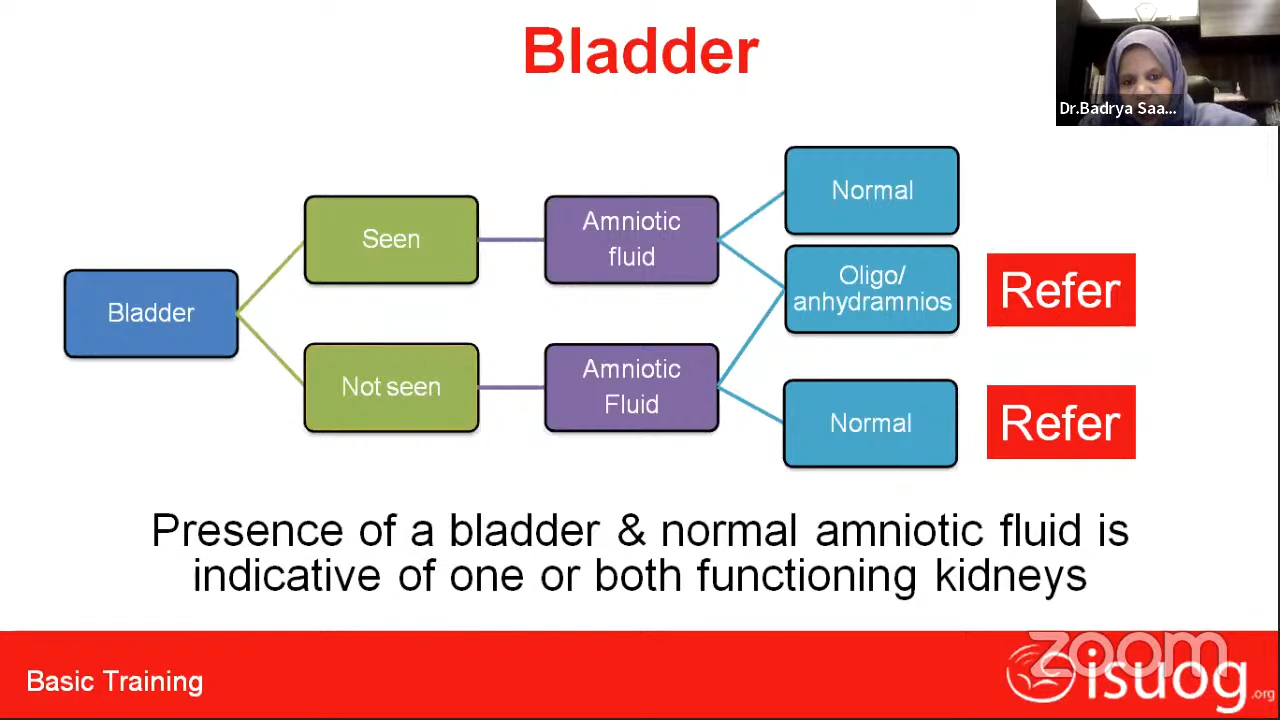 Bladder
Dr.Badrya Saa...
Normal
Seen
Amniotic
fluid
Oligo/
anhydramnios
Refer
Bladder
Not seen
Amniotic
Fluid
Normal
Refer
Presence of a bladder & normal amniotic fluid is
indicative of one or both functioning kidneys
zoom
Basic Training
isuog.org